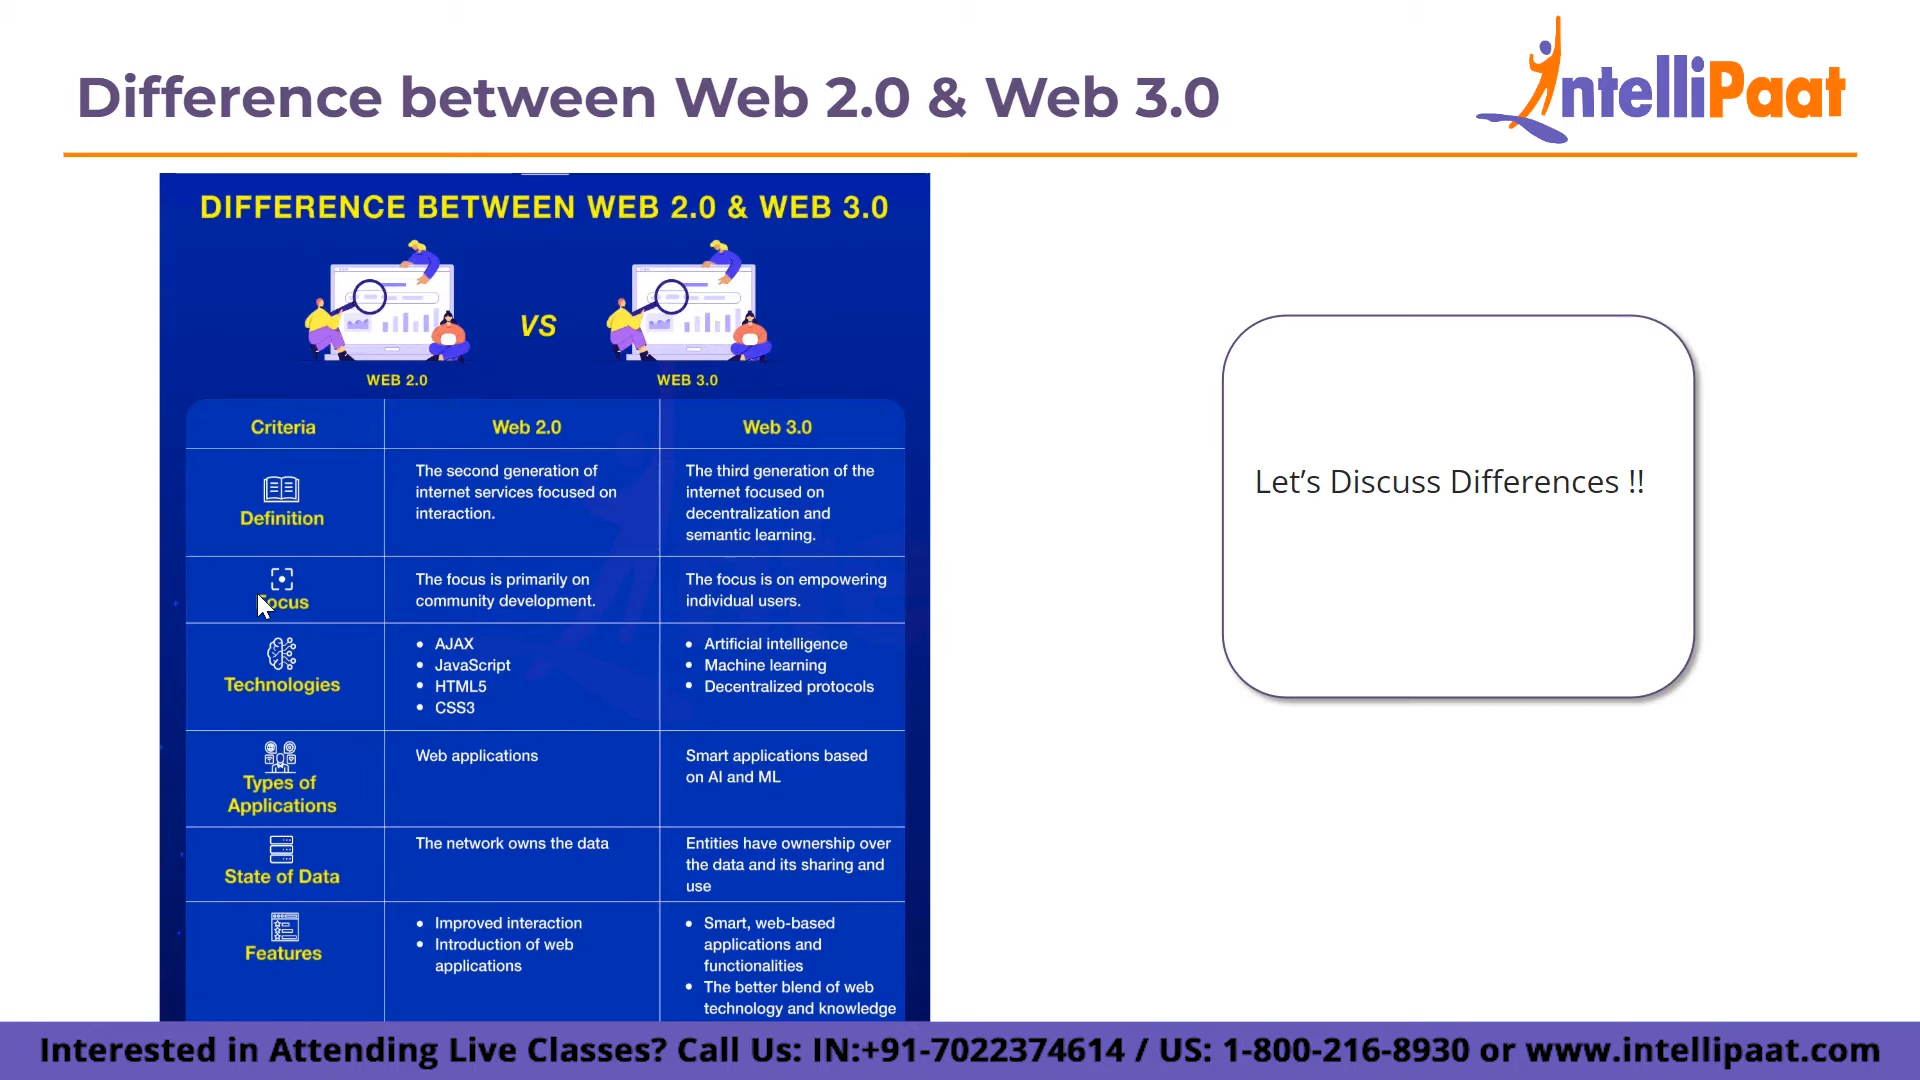 Difference between Web 2.0 & Web 3.0
IntelliPaat
DIFFERENCE BETWEEN WEB 2.0 & WEB 3.0
VS
WEB 2.0
WEB 3.0
Criteria
Web 2.0
Web 3.0
Definition
The second generation of
internet services focused on
interaction.
The third generation of the
internet focused on
decentralization and
semantic learning.
Focus
The focus is primarily on
community development.
The focus is on empowering
individual users.
Technologies
• AJAX
• JavaScript
• HTML5
• CSS3
• Artificial intelligence
• Machine learning
• Decentralized protocols
Types of
Applications
Web applications
Smart applications based
on AI and ML
State of Data
The network owns the data
Entities have ownership over
the data and its sharing and
use
Features
• Improved interaction
• Introduction of web
applications
• Smart, web-based
applications and
functionalities
• The better blend of web
technology and knowledge
Let’s Discuss Differences !!
Interested in Attending Live Classes? Call Us: IN:+91-7022374614 / US: 1-800-216-8930 or www.intellipaat.com